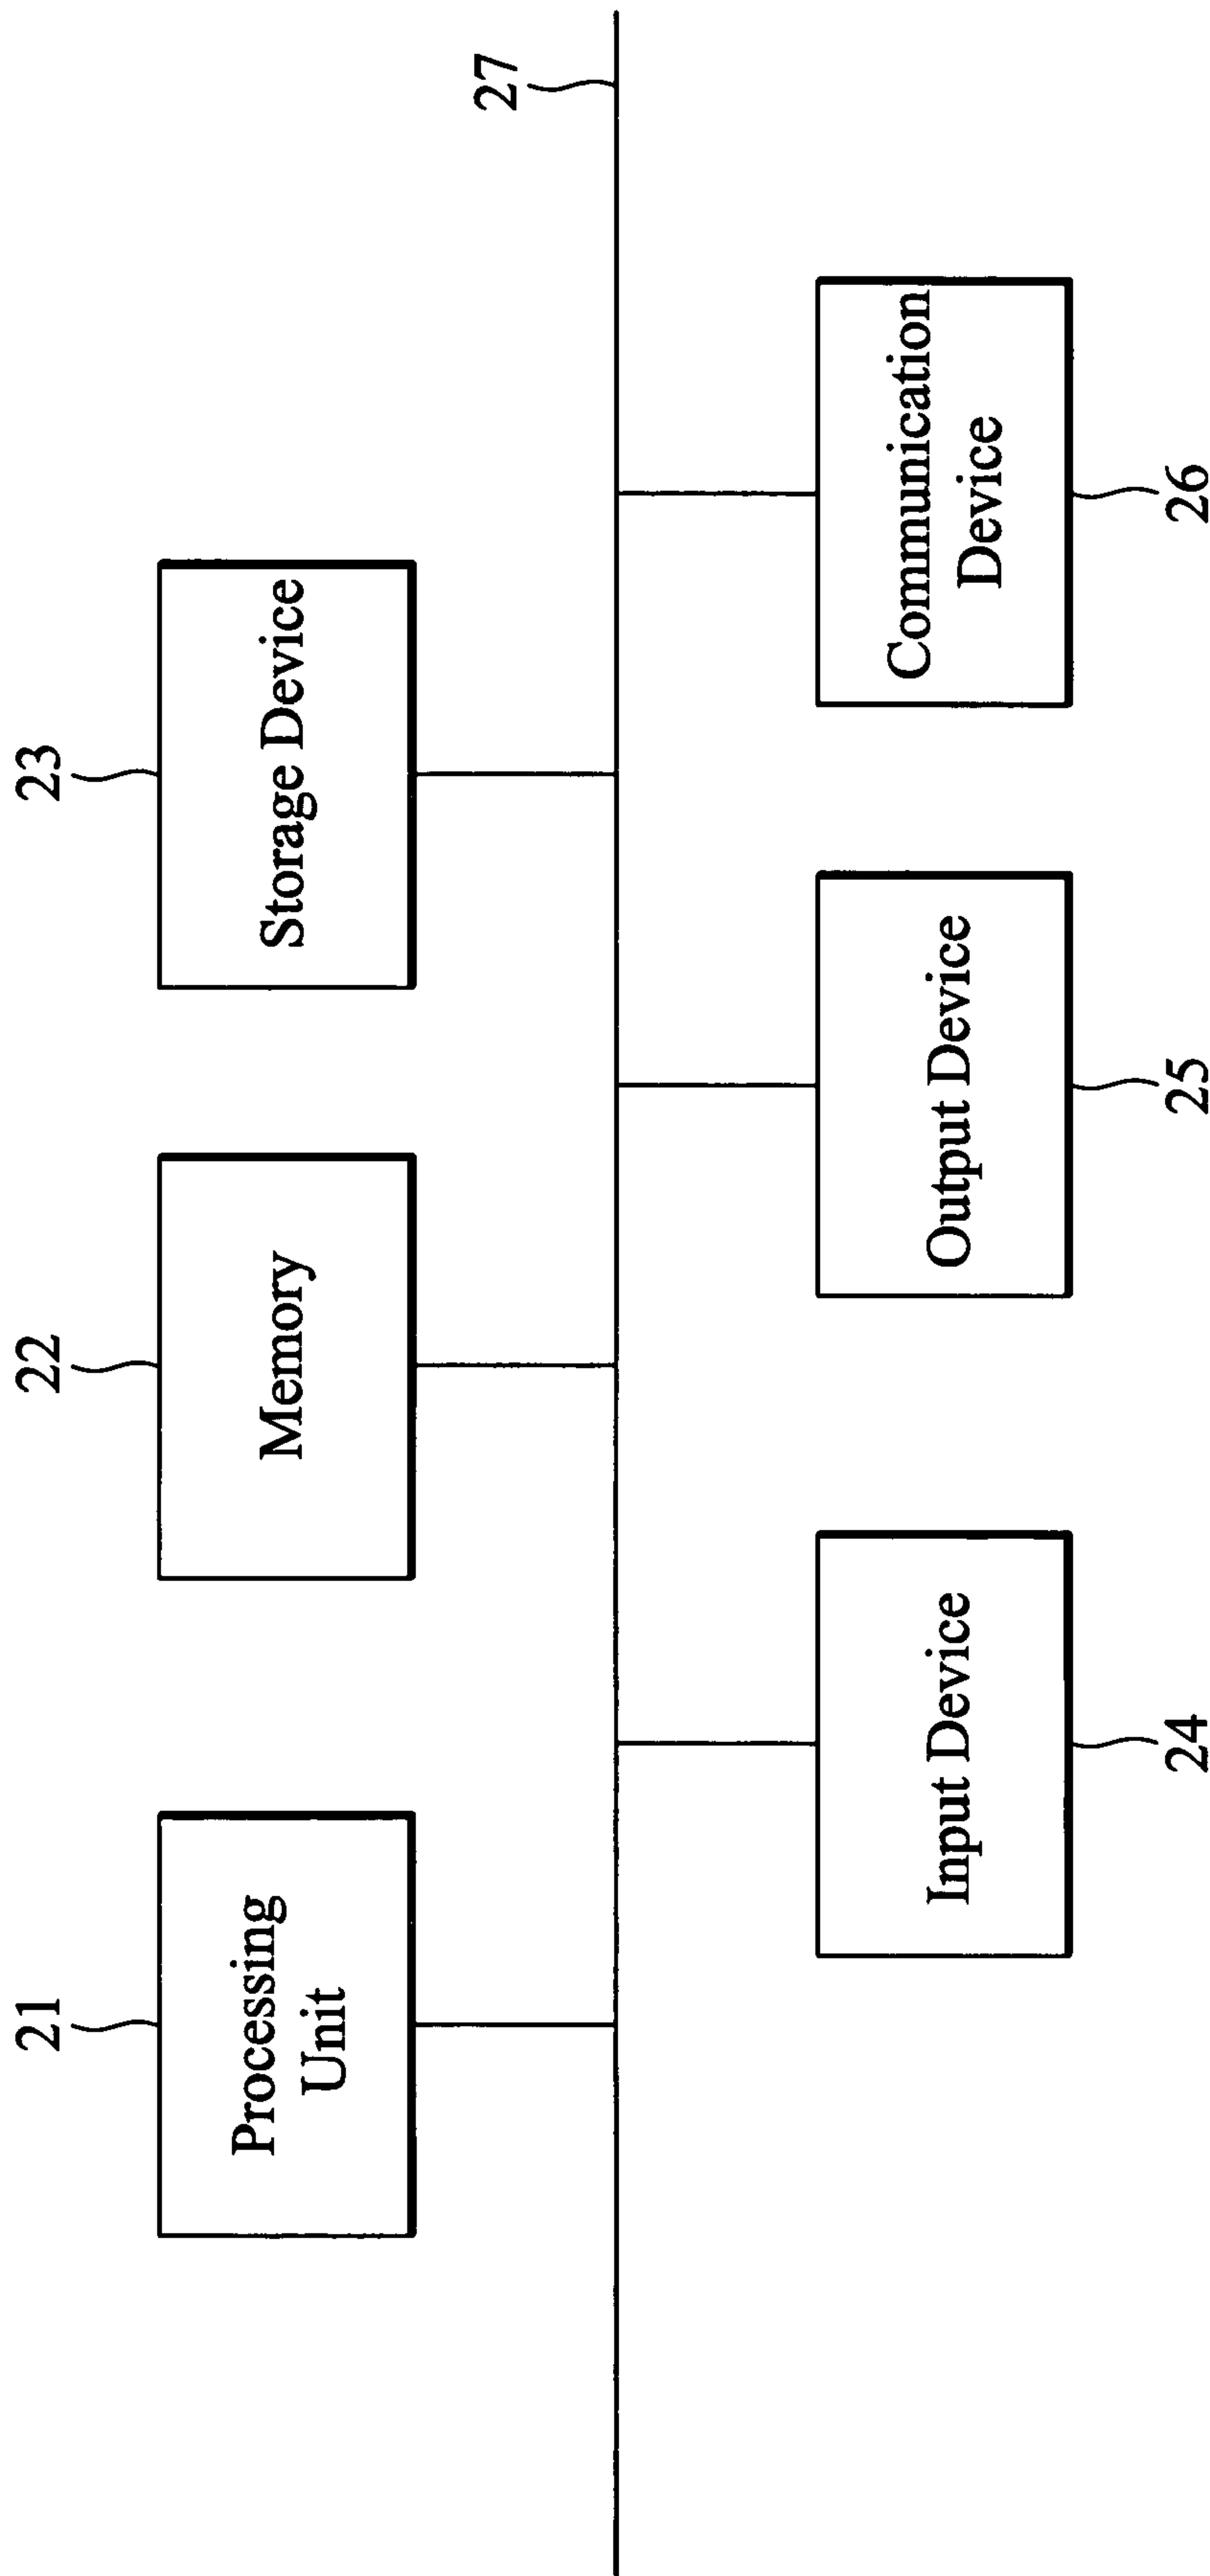 21
22
23
27
Processing
Unit
Memory
Storage Device
Input Device
Output Device
Communication
Device
24
25
26